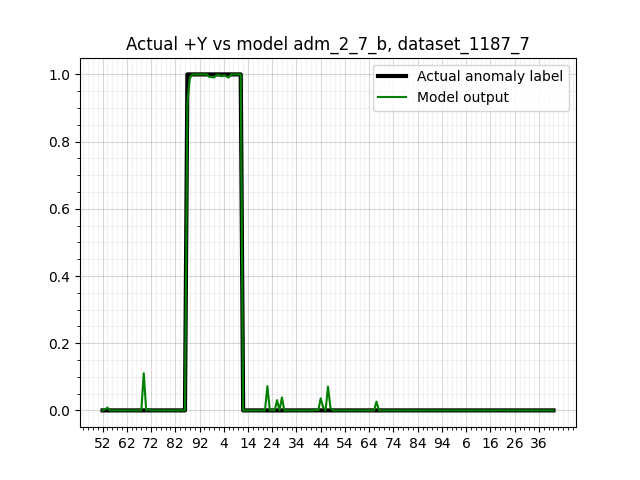 Actual +Y vs model adm_2_7_b, dataset_1187_7
Actual anomaly label
Model output
1.0
0.8
0.6
0.4
0.2
0.0
52 62 72 82 92 4 14 24 34 44 54 64 74 84 94 6 16 26 36